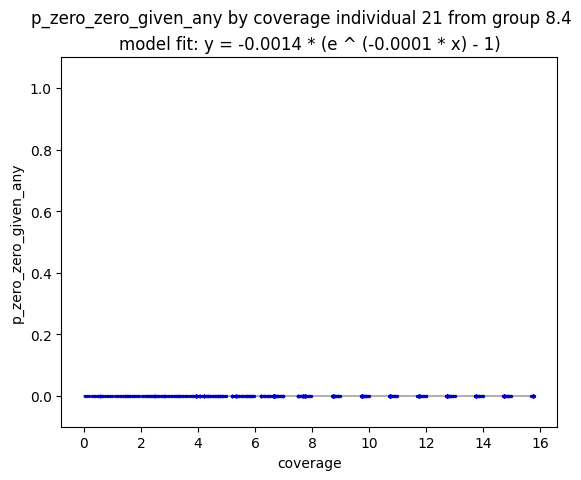 p_zero_zero_given_any by coverage individual 21 from group 8.4
model fit: y = -0.0014 * (e ^ (-0.0001 * x) - 1)
1.0
0.8
0.6
0.4
0.2
0.0
p_zero_zero_given_any
0 2 4 6 8 10 12 14 16
coverage